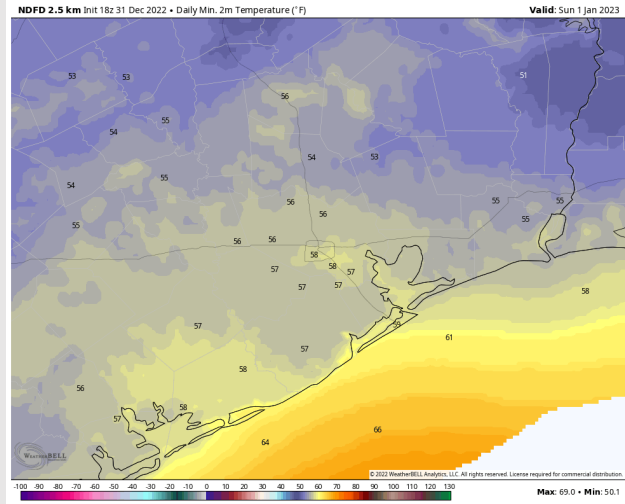 NDFD 2.5 km Init 18z 31 Dec 2022 • Daily Min. 2m Temperature (°F)
Valid: Sun 1 Jan 2023
53 53 51
56
55
54
54 53
55
54
56 55 55
56 55
55
56 56
58
58
57 57
57 57
58
57 59
61
57
58
56
58
57
64 66
WEATHERBELL
© 2022 WeatherBELL Analytics, LLC. All rights reserved. License required for commercial distribution.
-100 -90 -80 -70 -60 -50 -40 -30 -20 -10 0 10 20 30 40 50 60 70 80 90 100 110 120 130
Max: 69.0 • Min: 50.1